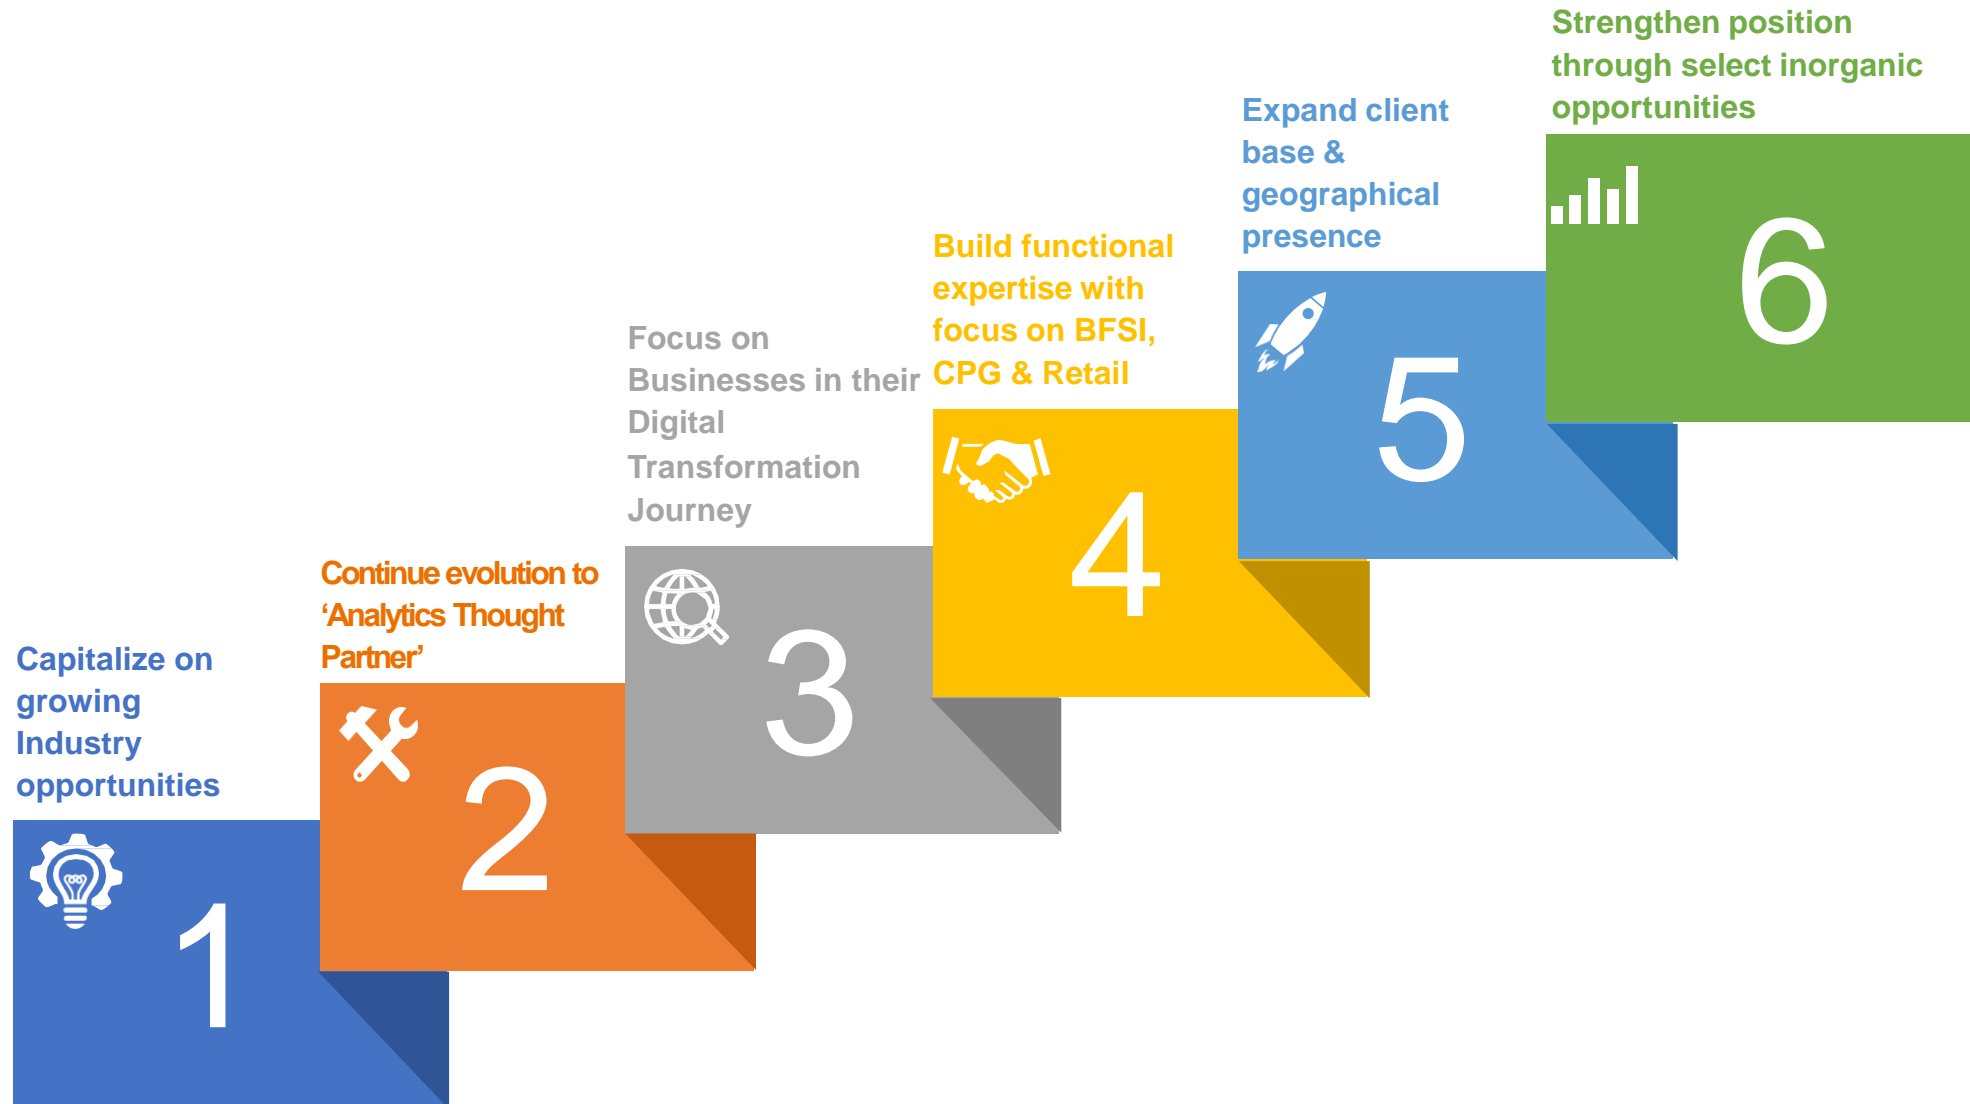 Capitalize on
growing
Industry
opportunities
1
Continue evolution to
‘Analytics Thought
Partner’
2
Focus on
Businesses in their
Digital
Transformation
Journey
3
Build functional
expertise with
focus on BFSI,
CPG & Retail
4
Expand client
base &
geographical
presence
5
Strengthen position
through select inorganic
opportunities
6